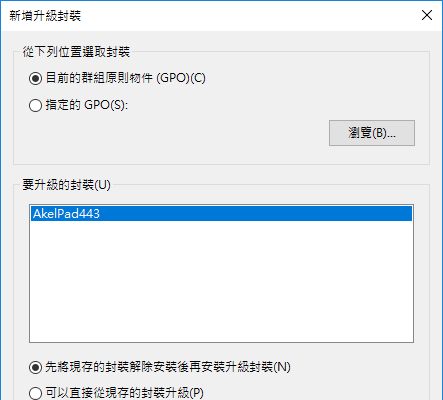 新增升級封裝
從下列位置選取封裝
目前的群組原則物件 (GPO)(C)
指定的 GPO(S):
瀏覽(B)...
要升級的封裝(U)
AkelPad443
先將現存的封裝解除安裝後再安裝升級封裝(N)
可以直接從現存的封裝升級(P)